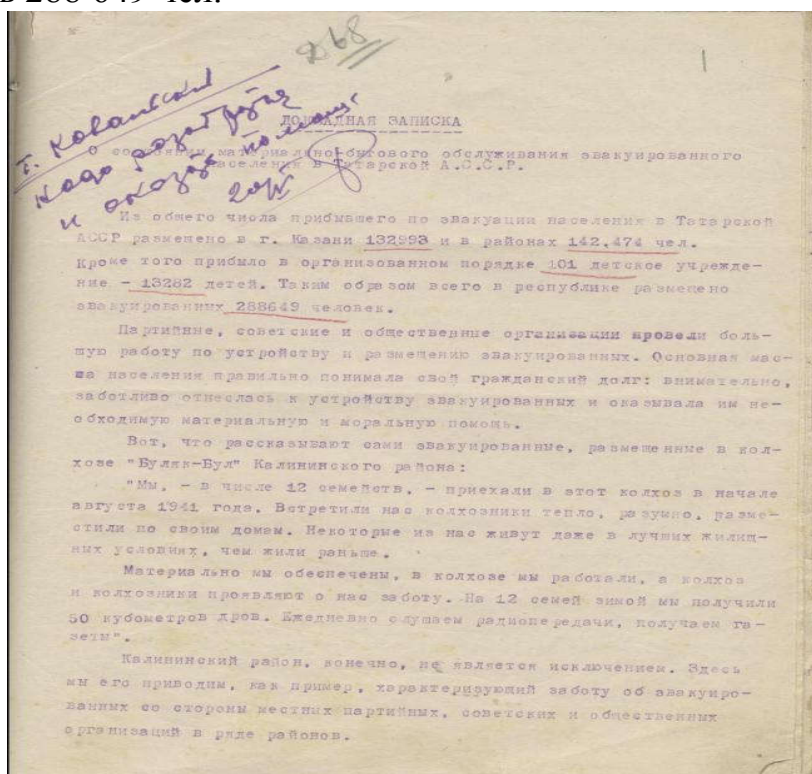 В 288 649 чел.
Д 68
1
т. Ковальский
надо разобраться
и оказать помощь
20/IV
ДОКЛАДНАЯ ЗАПИСКА
О состоянии материально-бытового обслуживания эвакуированного
населения в Татарской А.С.С.Р.
Из общего числа прибывшего по эвакуации населения в Татарской
АССР размещено в г. Казани 132993 и в районах 142.474 чел.
Кроме того прибыло в организованном порядке 101 детское учрежде-
ние - 13282 детей. Таким образом всего в республике размещено
эвакуированных 288649 человек.
Партийные, советские и общественные организации провели боль-
шую работу по устройству и размещению эвакуированных. Основная мас-
са населения правильно понимала свой гражданский долг: внимательно,
заботливо отнеслась к устройству эвакуированных и оказывала им не-
обходимую материальную и моральную помощь.
Вот, что рассказывают сами эвакуированные, размещенные в кол-
хозе "Буляк-Бул" Калининского района:
"Мы, - в числе 12 семейств, - приехали в этот колхоз в начале
августа 1941 года. Встретили нас колхозники тепло, разумно, разме-
стили по своим домам. Некоторые из нас живут даже в лучших жилищ-
ных условиях, чем жили раньше.
Материально мы обеспечены, в колхозе мы работали, а колхоз
и колхозники проявляют о нас заботу. На 12 семей зимой мы получили
50 кубометров дров. Ежедневно слушаем радиопередачи, получаем га-
зеты".
Калининский район, конечно, не является исключением. Здесь
мы его приводим, как пример, характеризующий заботу об эвакуиро-
ванных со стороны местных партийных, советских и общественных
организаций в ряде районов.